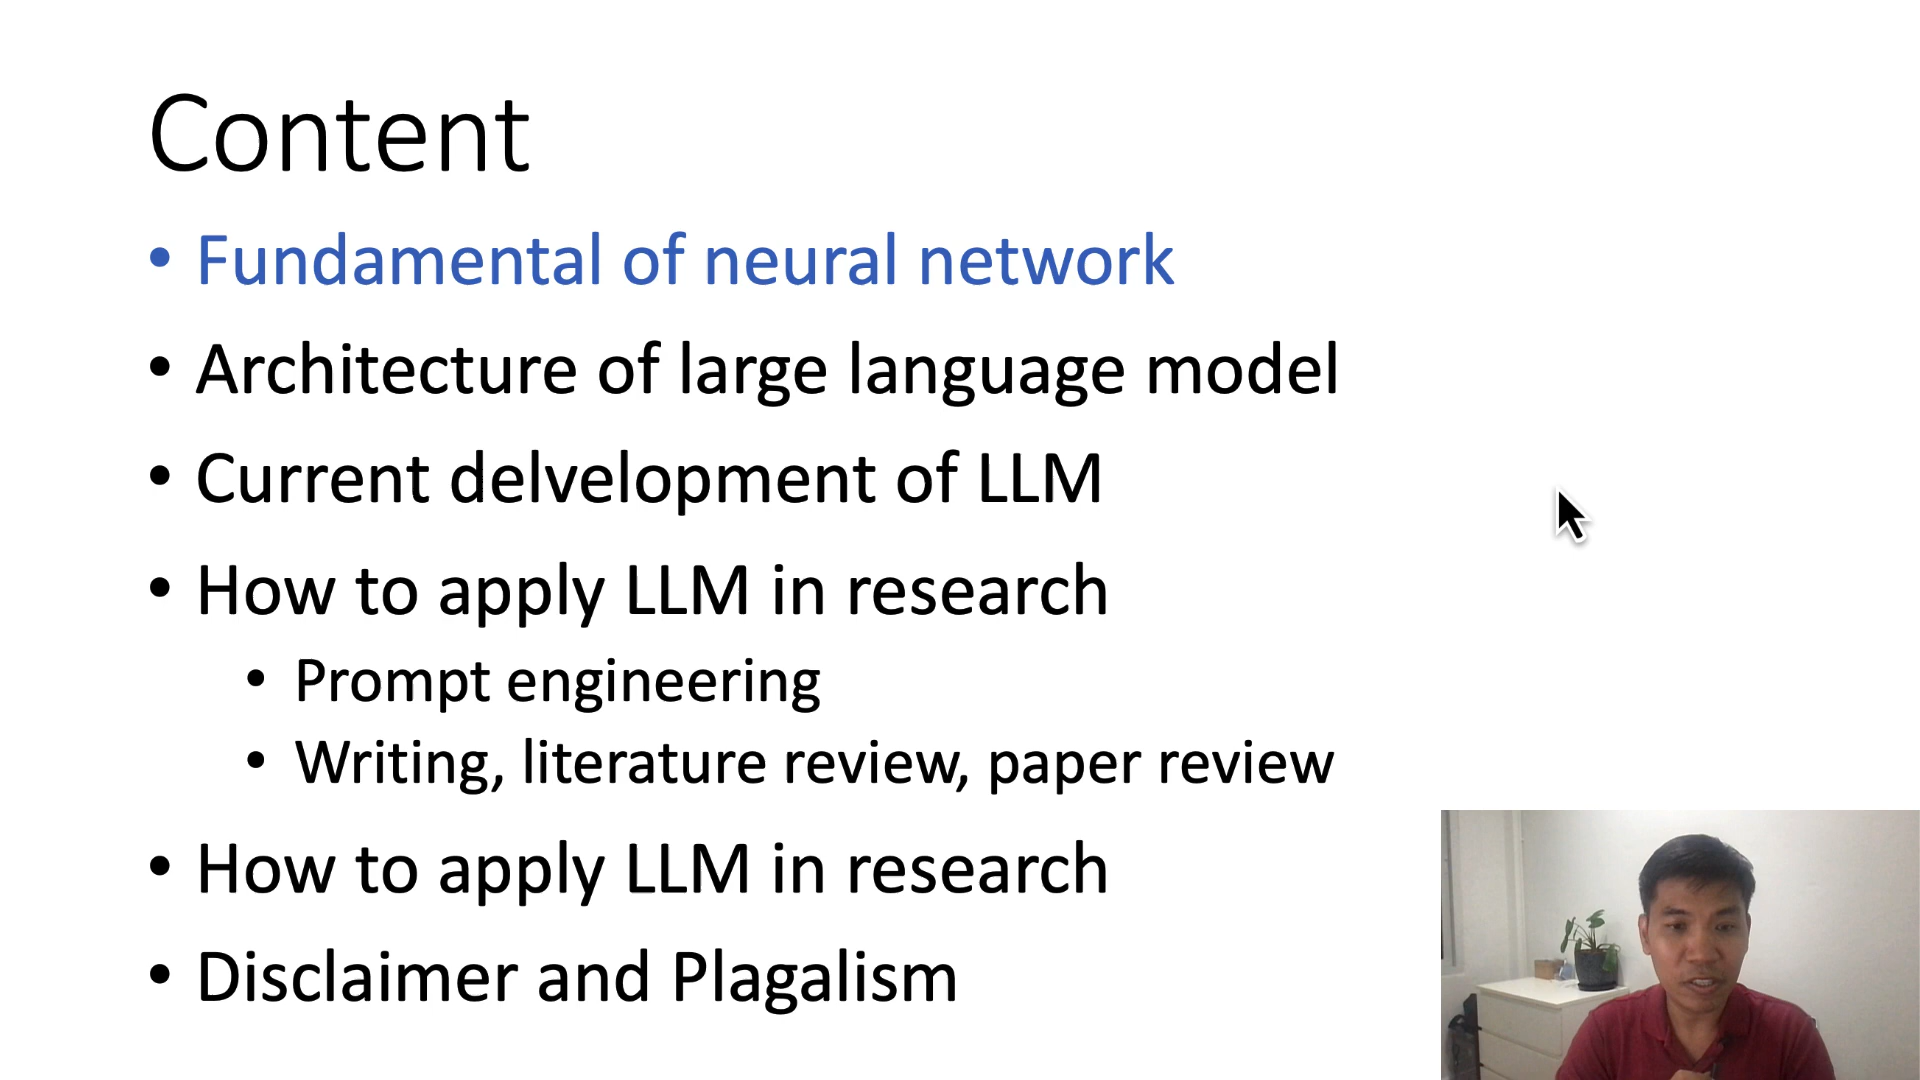 Content
• Fundamental of neural network
• Architecture of large language model
• Current delvelopment of LLM
• How to apply LLM in research
• Prompt engineering
• Writing, literature review, paper review
• How to apply LLM in research
• Disclaimer and Plagalism